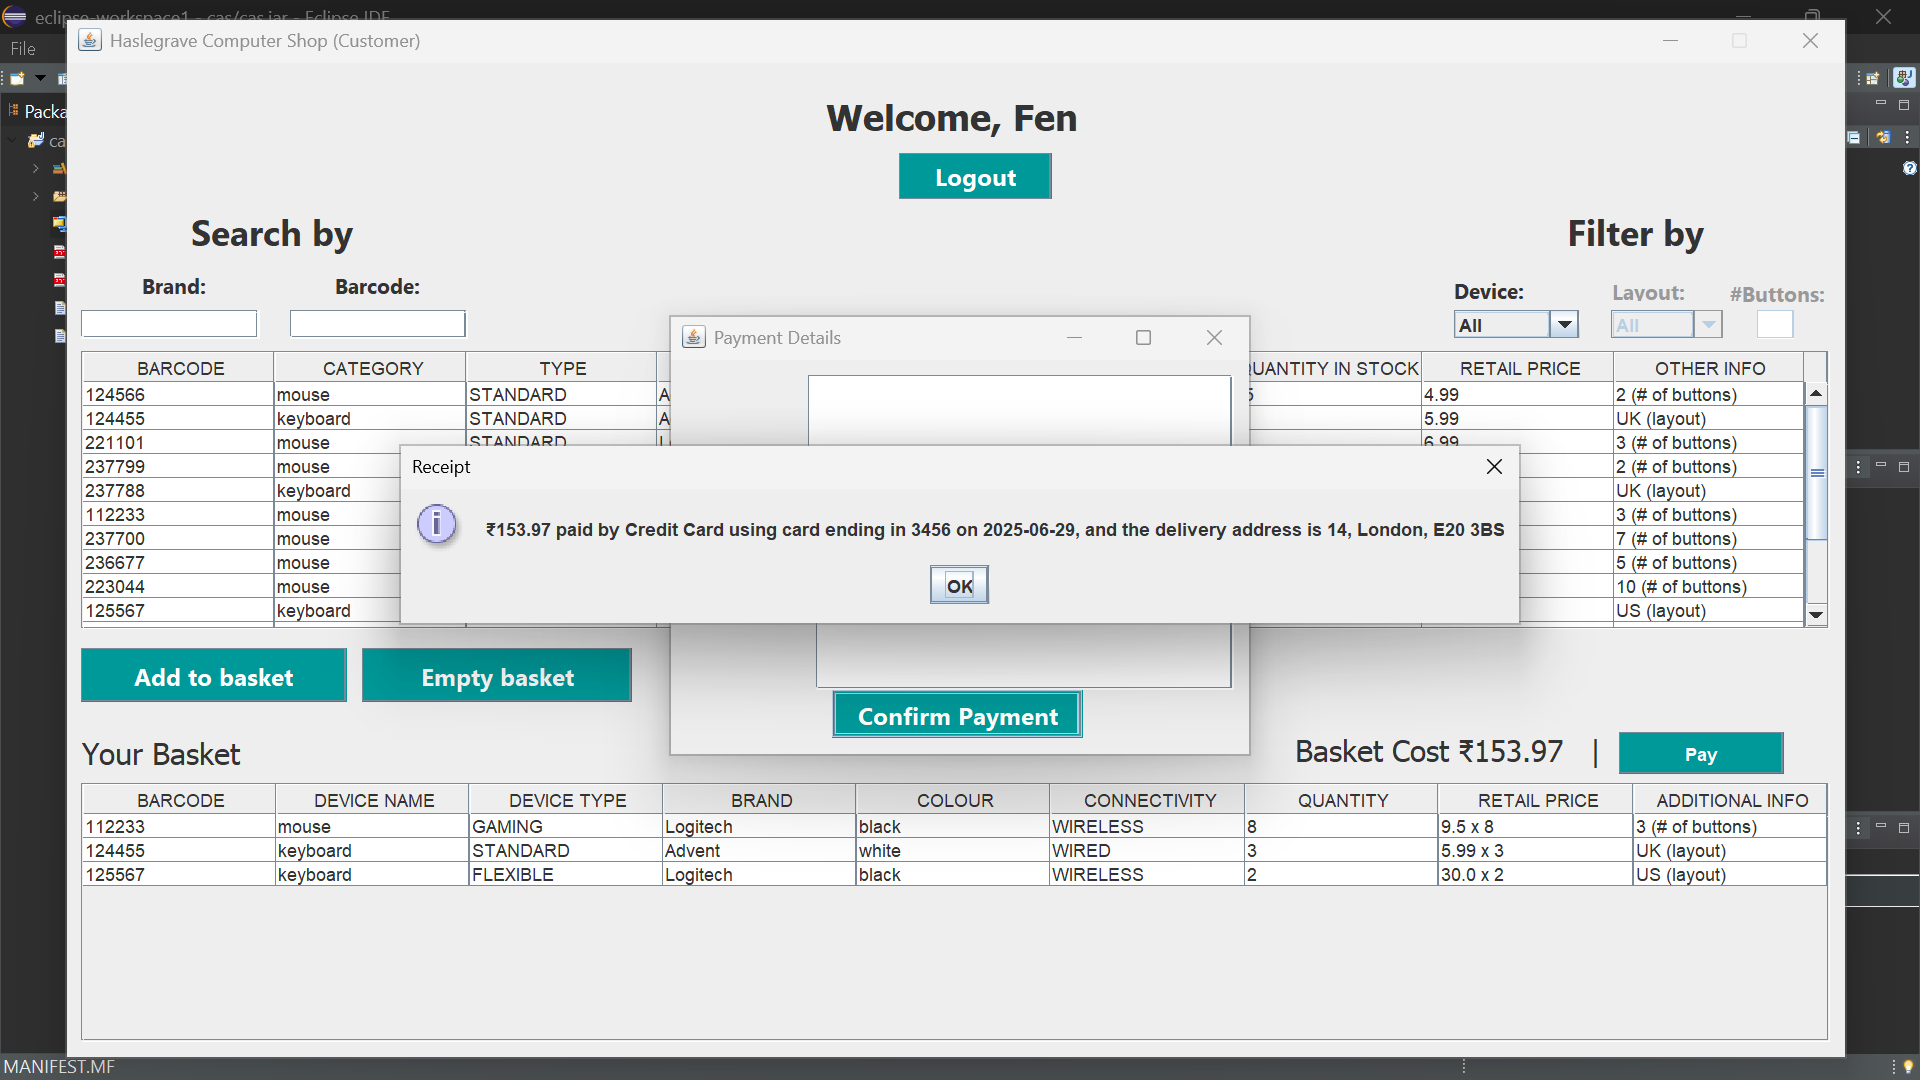 eclipse-workspace1 - cas/cas.jar - Eclipse IDE
File
Haslegrave Computer Shop (Customer)
Packa
ca
Welcome, Fen
Logout
Search by
Filter by
Brand:
Barcode:
Device:
Layout:
#Buttons:
All
All
BARCODE CATEGORY TYPE UANTITY IN STOCK RETAIL PRICE OTHER INFO
124566 mouse STANDARD A 5 4.99 2 (# of buttons)
124455 keyboard STANDARD A 5.99 UK (layout)
221101 mouse STANDARD L 6.99 3 (# of buttons)
237799 mouse 2 (# of buttons)
237788 keyboard UK (layout)
112233 mouse 3 (# of buttons)
237700 mouse 7 (# of buttons)
236677 mouse 5 (# of buttons)
223044 mouse 10 (# of buttons)
125567 keyboard US (layout)
Payment Details
Receipt
₹153.97 paid by Credit Card using card ending in 3456 on 2025-06-29, and the delivery address is 14, London, E20 3BS
OK
Confirm Payment
Add to basket
Empty basket
Your Basket
Basket Cost ₹153.97 |
Pay
BARCODE DEVICE NAME DEVICE TYPE BRAND COLOUR CONNECTIVITY QUANTITY RETAIL PRICE ADDITIONAL INFO
112233 mouse GAMING Logitech black WIRELESS 8 9.5 x 8 3 (# of buttons)
124455 keyboard STANDARD Advent white WIRED 3 5.99 x 3 UK (layout)
125567 keyboard FLEXIBLE Logitech black WIRELESS 2 30.0 x 2 US (layout)
MANIFEST.MF